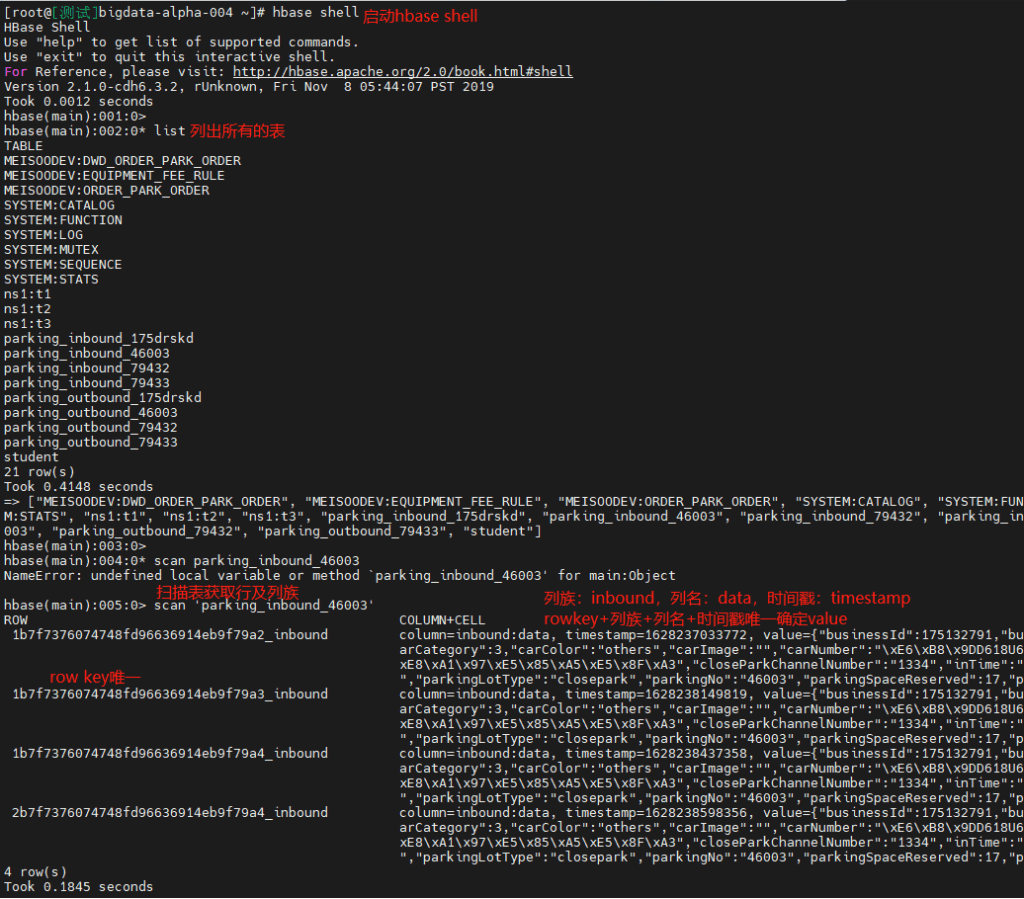 [root@[测试]bigdata-alpha-004 ~]# hbase shell 启动hbase shell
HBase Shell
Use "help" to get list of supported commands.
Use "exit" to quit this interactive shell.
For Reference, please visit: http://hbase.apache.org/2.0/book.html#shell
Version 2.1.0-cdh6.3.2, rUnknown, Fri Nov  8 05:44:07 PST 2019
Took 0.0012 seconds
hbase(main):001:0>
hbase(main):002:0* list 列出所有的表
TABLE
MEISOODEV:DWD_ORDER_PARK_ORDER
MEISOODEV:EQUIPMENT_FEE_RULE
MEISOODEV:ORDER_PARK_ORDER
SYSTEM:CATALOG
SYSTEM:FUNCTION
SYSTEM:LOG
SYSTEM:MUTEX
SYSTEM:SEQUENCE
SYSTEM:STATS
ns1:t1
ns1:t2
ns1:t3
parking_inbound_175drskd
parking_inbound_46003
parking_inbound_79432
parking_inbound_79433
parking_outbound_175drskd
parking_outbound_46003
parking_outbound_79432
parking_outbound_79433
student
21 row(s)
Took 0.4148 seconds
=> ["MEISOODEV:DWD_ORDER_PARK_ORDER", "MEISOODEV:EQUIPMENT_FEE_RULE", "MEISOODEV:ORDER_PARK_ORDER", "SYSTEM:CATALOG", "SYSTEM:FUN
M:STATS", "ns1:t1", "ns1:t2", "ns1:t3", "parking_inbound_175drskd", "parking_inbound_46003", "parking_inbound_79432", "parking_in
003", "parking_outbound_79432", "parking_outbound_79433", "student"]
hbase(main):003:0>
hbase(main):004:0* scan parking_inbound_46003
NameError: undefined local variable or method `parking_inbound_46003' for main:Object
扫描表获取行及列族
列族：inbound，列名：data，时间戳：timestamp
hbase(main):005:0> scan 'parking_inbound_46003'
rowkey+列族+列名+时间戳唯一确定value
ROW COLUMN+CELL
1b7f7376074748fd96636914eb9f79a2_inbound column=inbound:data, timestamp=1628237033772, value={"businessId":175132791,"bu
arCategory":3,"carColor":"others","carImage":"","carNumber":"\xE6\xB8\x9DD618U6
xE8\xA1\x97\xE5\x85\xA5\xE5\x8F\xA3","closeParkChannelNumber":"1334","inTime":"
row key唯一 ","parkingLotType":"closepark","parkingNo":"46003","parkingSpaceReserved":17,"p
1b7f7376074748fd96636914eb9f79a3_inbound column=inbound:data, timestamp=1628238149819, value={"businessId":175132791,"bu
arCategory":3,"carColor":"others","carImage":"","carNumber":"\xE6\xB8\x9DD618U6
xE8\xA1\x97\xE5\x85\xA5\xE5\x8F\xA3","closeParkChannelNumber":"1334","inTime":"
","parkingLotType":"closepark","parkingNo":"46003","parkingSpaceReserved":17,"p
1b7f7376074748fd96636914eb9f79a4_inbound column=inbound:data, timestamp=1628238437358, value={"businessId":175132791,"bu
arCategory":3,"carColor":"others","carImage":"","carNumber":"\xE6\xB8\x9DD618U6
xE8\xA1\x97\xE5\x85\xA5\xE5\x8F\xA3","closeParkChannelNumber":"1334","inTime":"
","parkingLotType":"closepark","parkingNo":"46003","parkingSpaceReserved":17,"p
2b7f7376074748fd96636914eb9f79a4_inbound column=inbound:data, timestamp=1628238598356, value={"businessId":175132791,"bu
arCategory":3,"carColor":"others","carImage":"","carNumber":"\xE6\xB8\x9DD618U6
xE8\xA1\x97\xE5\x85\xA5\xE5\x8F\xA3","closeParkChannelNumber":"1334","inTime":"
","parkingLotType":"closepark","parkingNo":"46003","parkingSpaceReserved":17,"p
4 row(s)
Took 0.1845 seconds